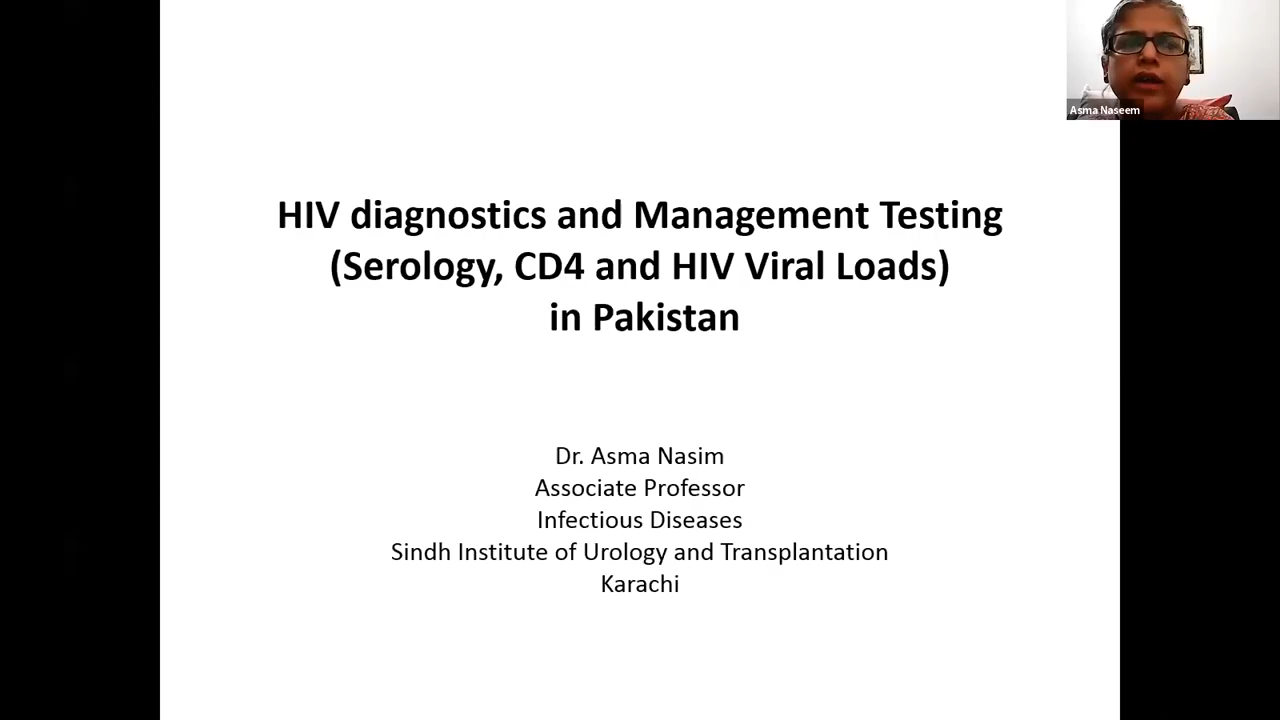 Asma Naseem
HIV diagnostics and Management Testing
(Serology, CD4 and HIV Viral Loads)
in Pakistan
Dr. Asma Nasim
Associate Professor
Infectious Diseases
Sindh Institute of Urology and Transplantation
Karachi